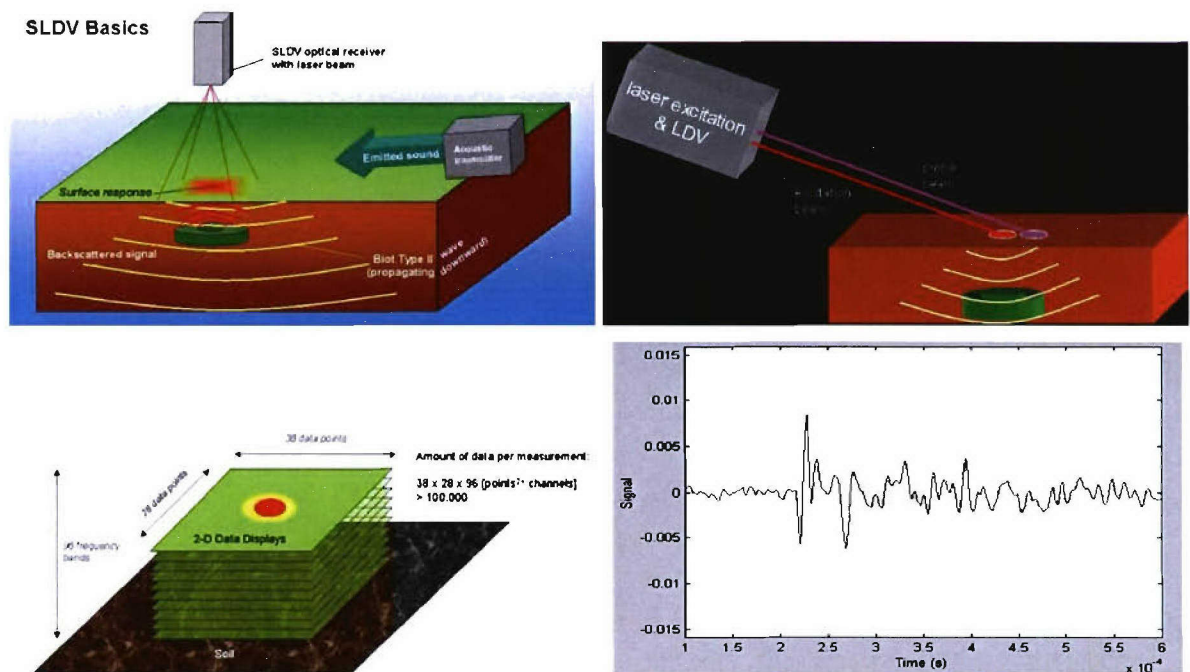 SLDV Basics
SLDV optical receiver
with laser beam
Emitted sound
Acoustic
transmitter
Surface response
Backscattered signal
Biot Type II wave
(propagating downward)
laser excitation
& LDV
38 data points
28 data points
96 frequency
bands
2-D Data Displays
Soil
Amount of data per measurement:
38 x 28 x 96 [points²* channels]
> 100.000
0.015
0.01
0.005
0
-0.005
-0.01
-0.015
Signal
1
1.5
2
2.5
3
3.5
4
4.5
5
5.5
6
Time (s)
x 10⁻⁴